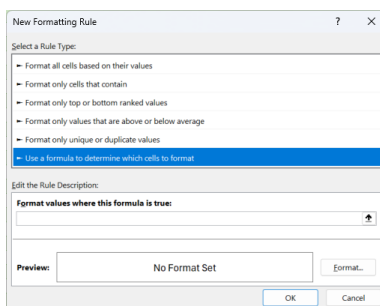 New Formatting Rule ? ×
Select a Rule Type:
► Format all cells based on their values
► Format only cells that contain
► Format only top or bottom ranked values
► Format only values that are above or below average
► Format only unique or duplicate values
► Use a formula to determine which cells to format
Edit the Rule Description:
Format values where this formula is true:
Preview: No Format Set Format...
OK Cancel